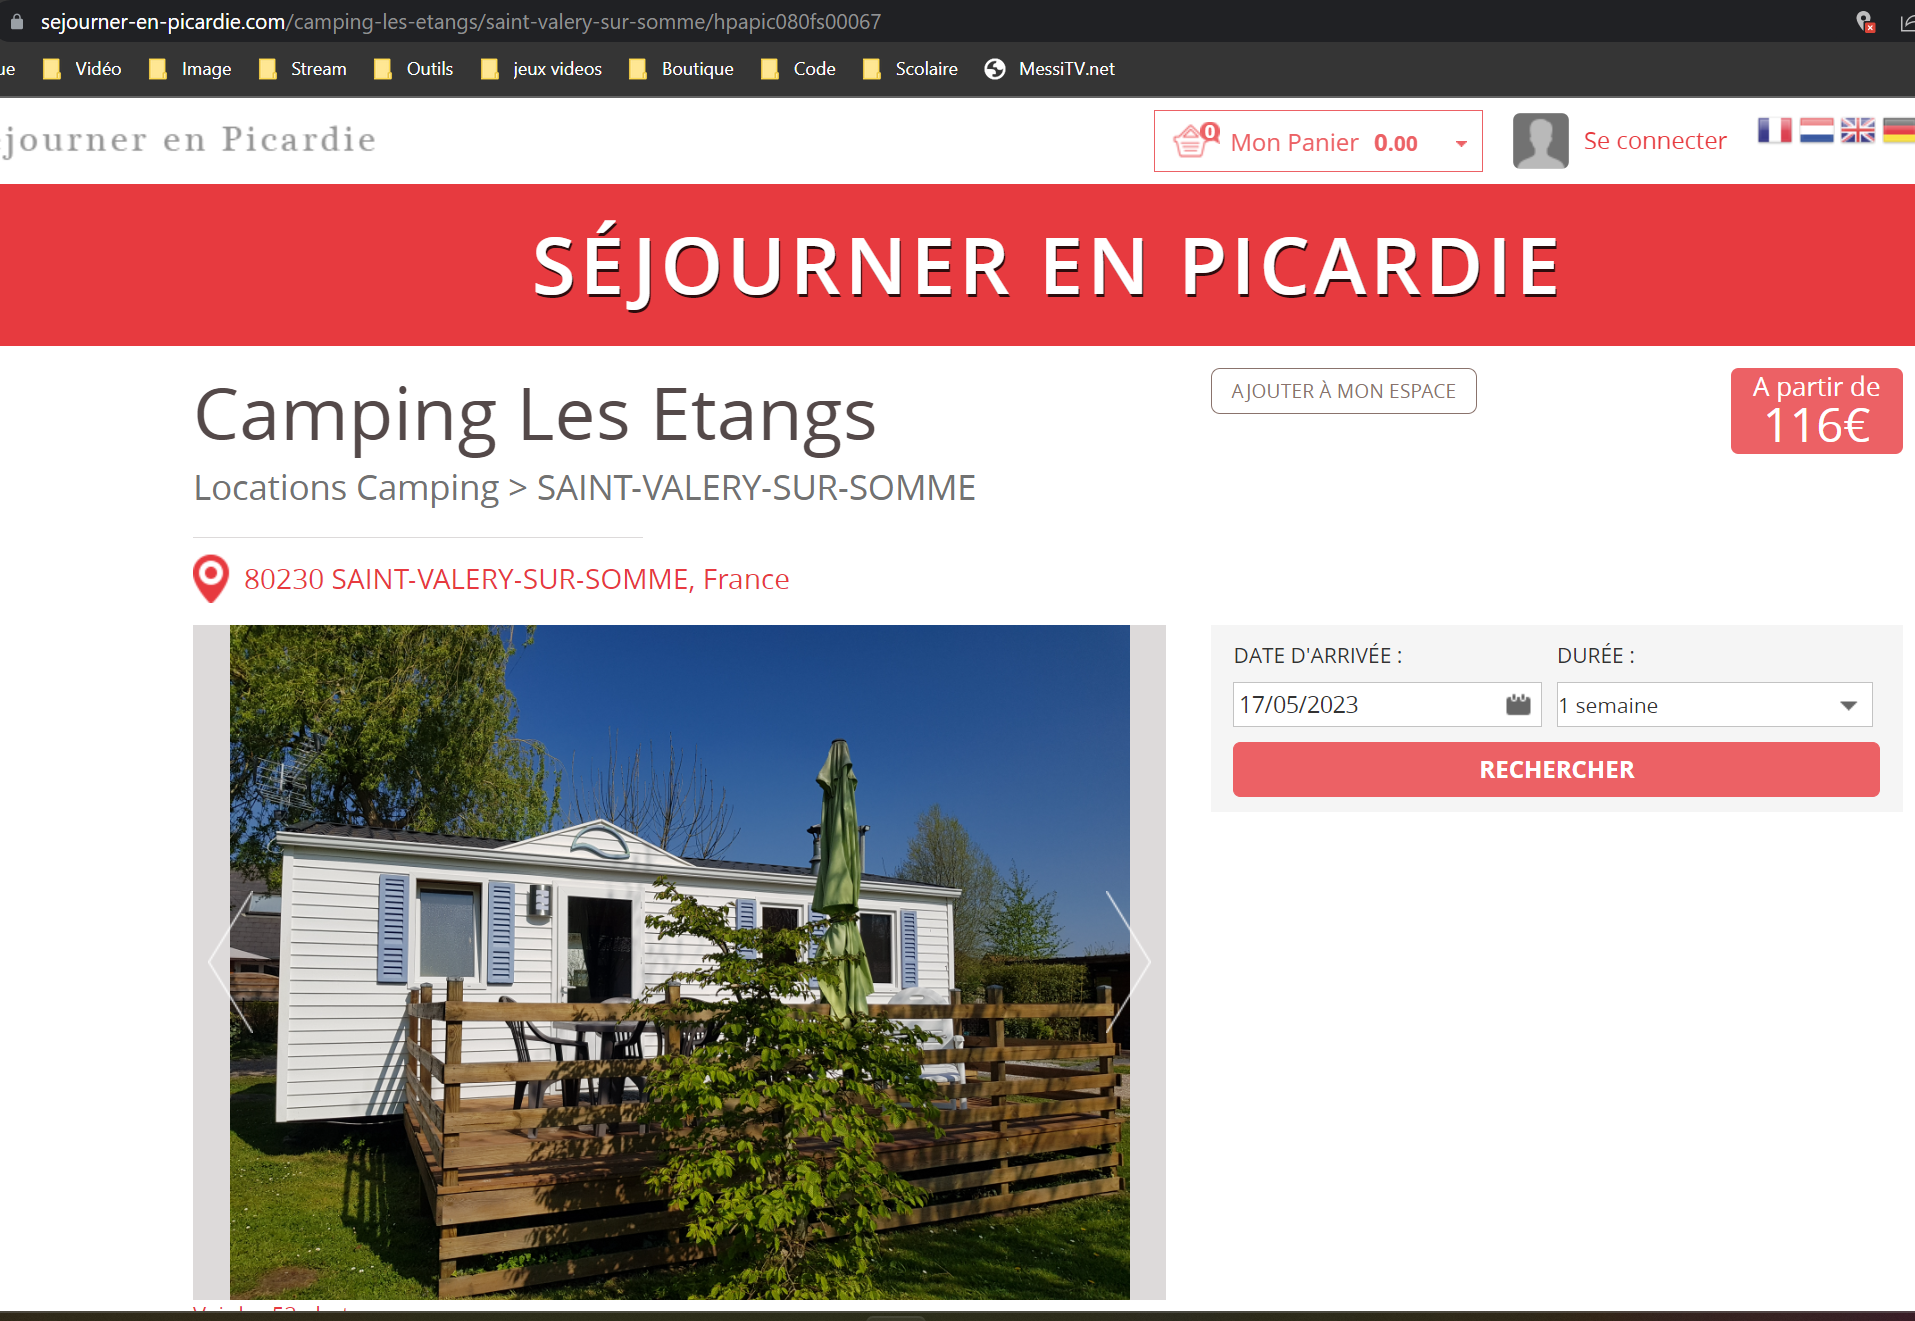 sejourner-en-picardie.com/camping-les-etangs/saint-valery-sur-somme/hpapic080fs00067
ue Vidéo Image Stream Outils jeux videos Boutique Code Scolaire MessiTV.net
éjourner en Picardie
0 Mon Panier 0.00 Se connecter
SÉJOURNER EN PICARDIE
Camping Les Etangs
AJOUTER À MON ESPACE
A partir de
116€
Locations Camping > SAINT-VALERY-SUR-SOMME
80230 SAINT-VALERY-SUR-SOMME, France
DATE D'ARRIVÉE : DURÉE :
17/05/2023 1 semaine
RECHERCHER